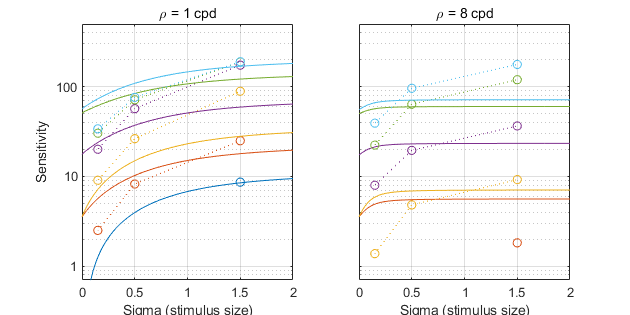 ρ = 1 cpd
ρ = 8 cpd
Sensitivity
100
10
1
0 0.5 1 1.5 2
0 0.5 1 1.5 2
Sigma (stimulus size)
Sigma (stimulus size)